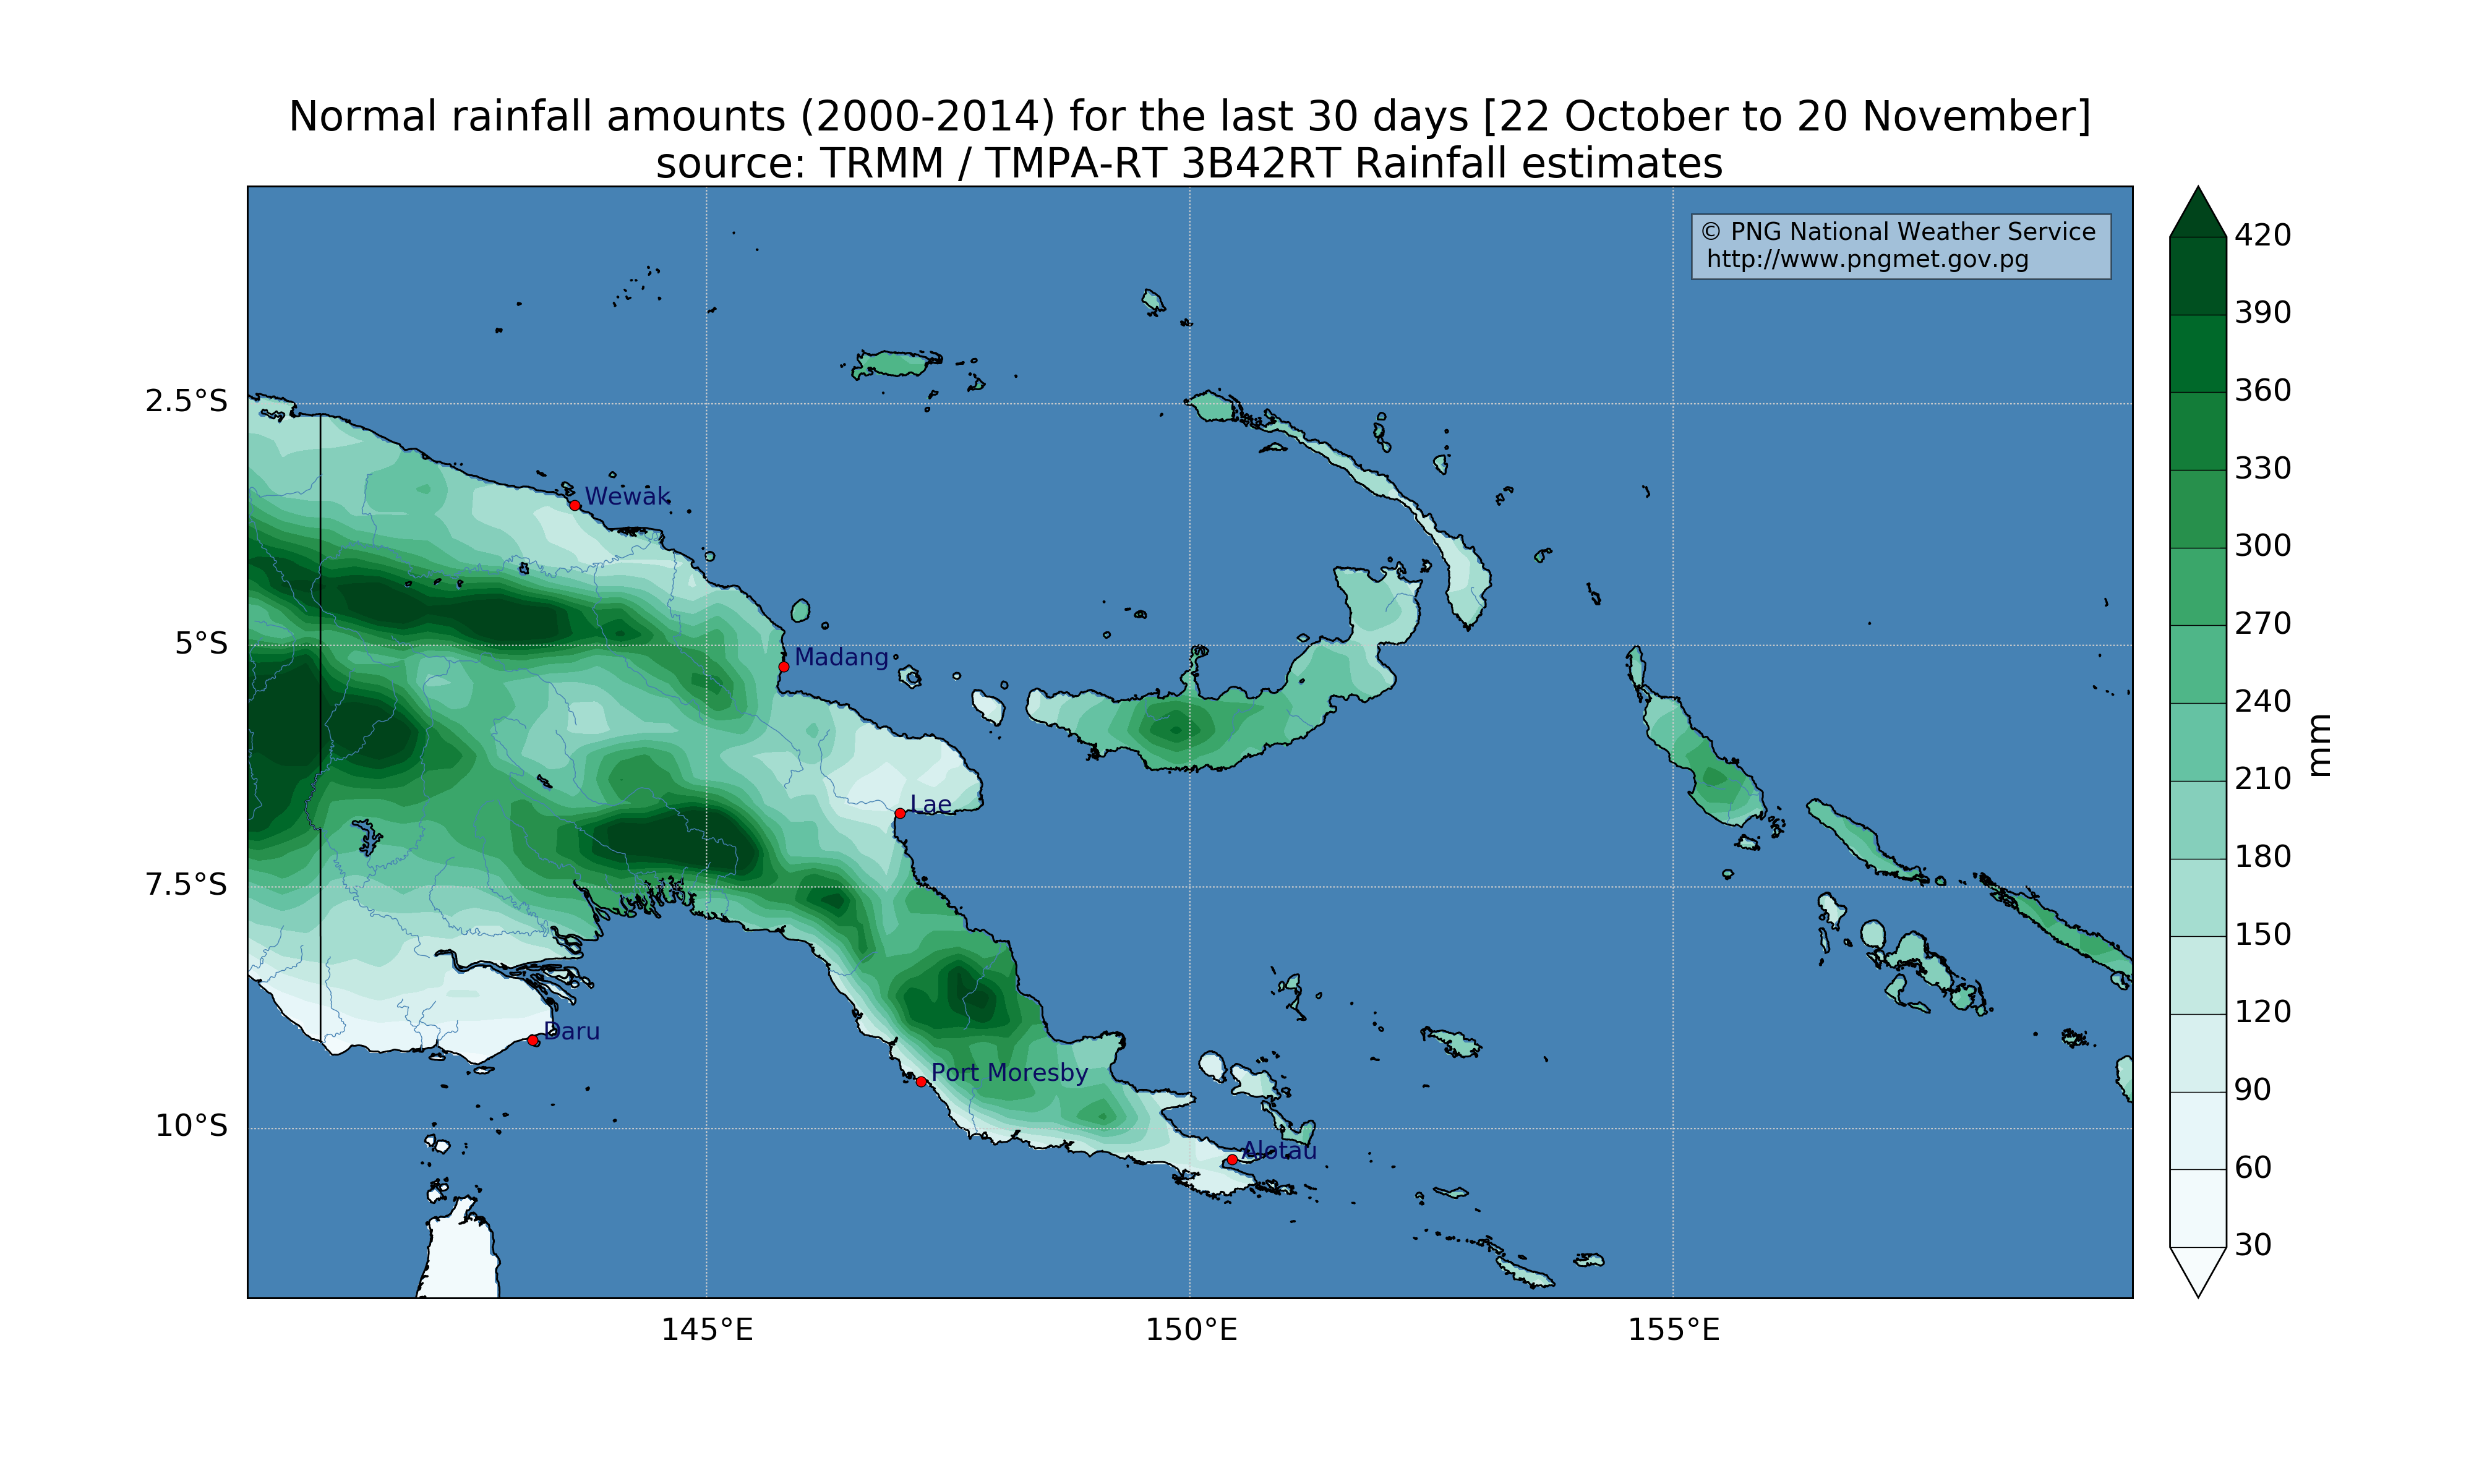 Normal rainfall amounts (2000-2014) for the last 30 days [22 October to 20 November]
source: TRMM / TMPA-RT 3B42RT Rainfall estimates
© PNG National Weather Service
http://www.pngmet.gov.pg
420
390
360
330
300
270
240
210
180
150
120
90
60
30
mm
2.5°S
5°S
7.5°S
10°S
Wewak
Madang
Lae
Daru
Port Moresby
Alotau
145°E
150°E
155°E